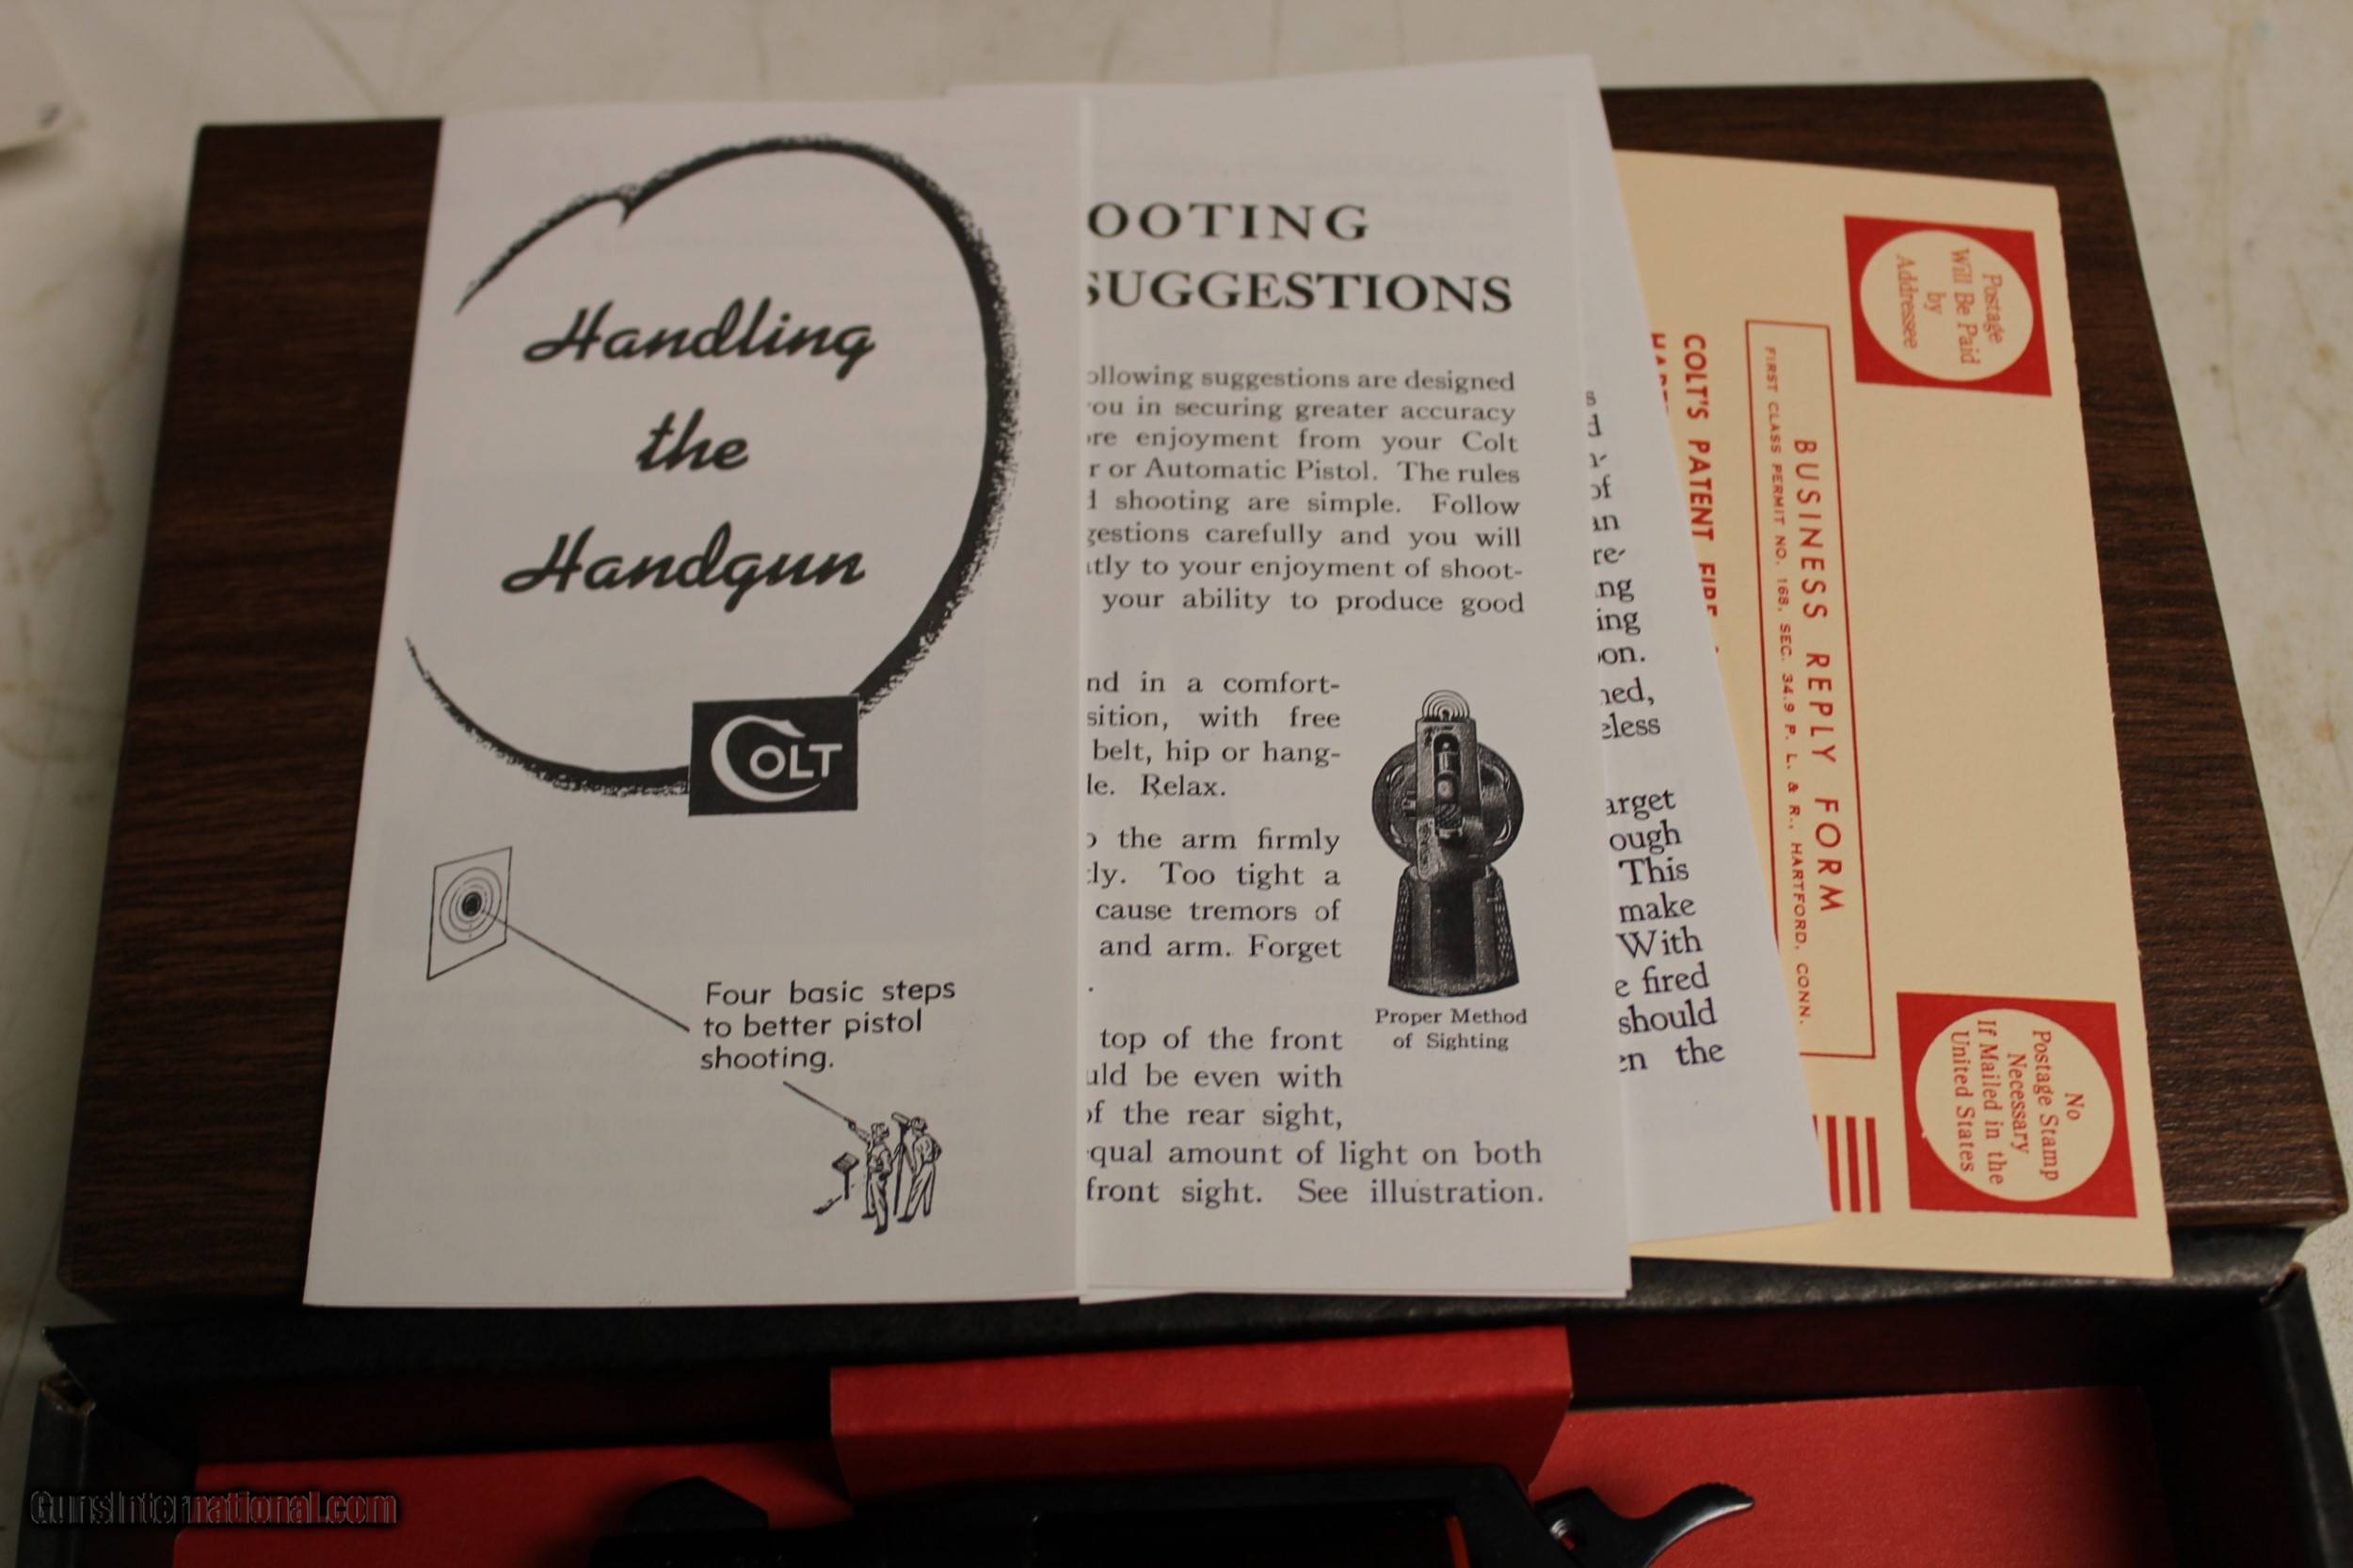 Handling
the
Handgun
COLT
Four basic steps
to better pistol
shooting.
OOTING
SUGGESTIONS
ollowing suggestions are designed
ou in securing greater accuracy
re enjoyment from your Colt
r or Automatic Pistol. The rules
d shooting are simple. Follow
gestions carefully and you will
tly to your enjoyment of shoot-
your ability to produce good
nd in a comfort-
sition, with free
belt, hip or hang-
le. Relax.
o the arm firmly
ly. Too tight a
cause tremors of
and arm. Forget
.
top of the front
uld be even with
of the rear sight,
qual amount of light on both
front sight. See illustration.
Proper Method
of Sighting
s
d
r
of
an
re-
ng
ing
on.
ned,
eless
arget
ough
This
make
With
e fired
should
en the
Postage
Will Be Paid
by
Addressee
BUSINESS REPLY FORM
FIRST CLASS PERMIT NO. 168, SEC. 34.9 P. L. & R., HARTFORD, CONN.
COLT'S PATENT FIRE
No
Postage Stamp
Necessary
If Mailed in the
United States
GunsInternational.com